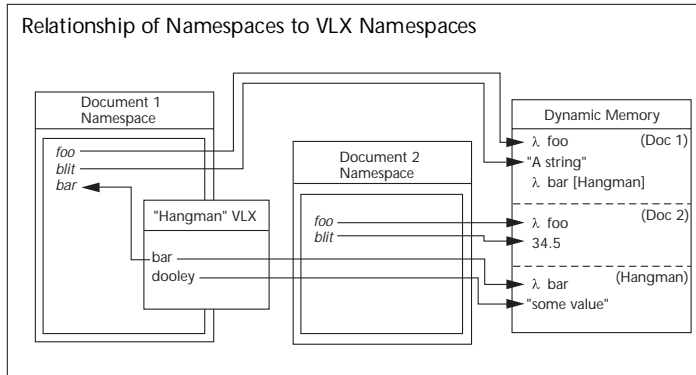 Relationship of Namespaces to VLX Namespaces
Document 1
Namespace
foo
blit
bar
"Hangman" VLX
bar
dooley
Document 2
Namespace
foo
blit
Dynamic Memory
λ foo (Doc 1)
"A string"
λ bar [Hangman]
λ foo (Doc 2)
34.5
λ bar (Hangman)
"some value"